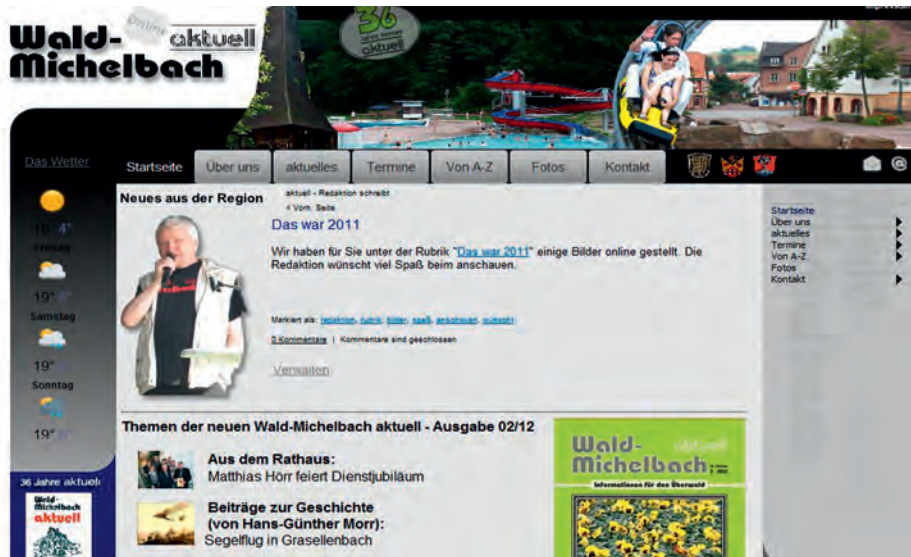 Impressum
Wald-
Michelbach
Online
aktuell
36
Jahre immer
aktuell
Das Wetter
Startseite
Über uns
aktuelles
Termine
Von A-Z
Fotos
Kontakt
4°
Freitag
19°
Samstag
19°
Sonntag
19°
36 Jahre aktuell
Wald-
Michelbach
aktuell
Neues aus der Region
aktuell - Redaktion schreibt
< Vorh. Seite
Das war 2011
Wir haben für Sie unter der Rubrik "Das war 2011" einige Bilder online gestellt. Die
Redaktion wünscht viel Spaß beim anschauen.
Markiert als: redaktion, rubrik, bilder, spaß, anschauen, wünscht
0 Kommentare | Kommentare sind geschlossen
Verwalten
Startseite
Über uns
aktuelles
Termine
Von A-Z
Fotos
Kontakt
Themen der neuen Wald-Michelbach aktuell - Ausgabe 02/12
Aus dem Rathaus:
Matthias Hörr feiert Dienstjubiläum
Beiträge zur Geschichte
(von Hans-Günther Morr):
Segelflug in Grasellenbach
aktuell
Wald-
Michelbach
Informationen für den Überwald